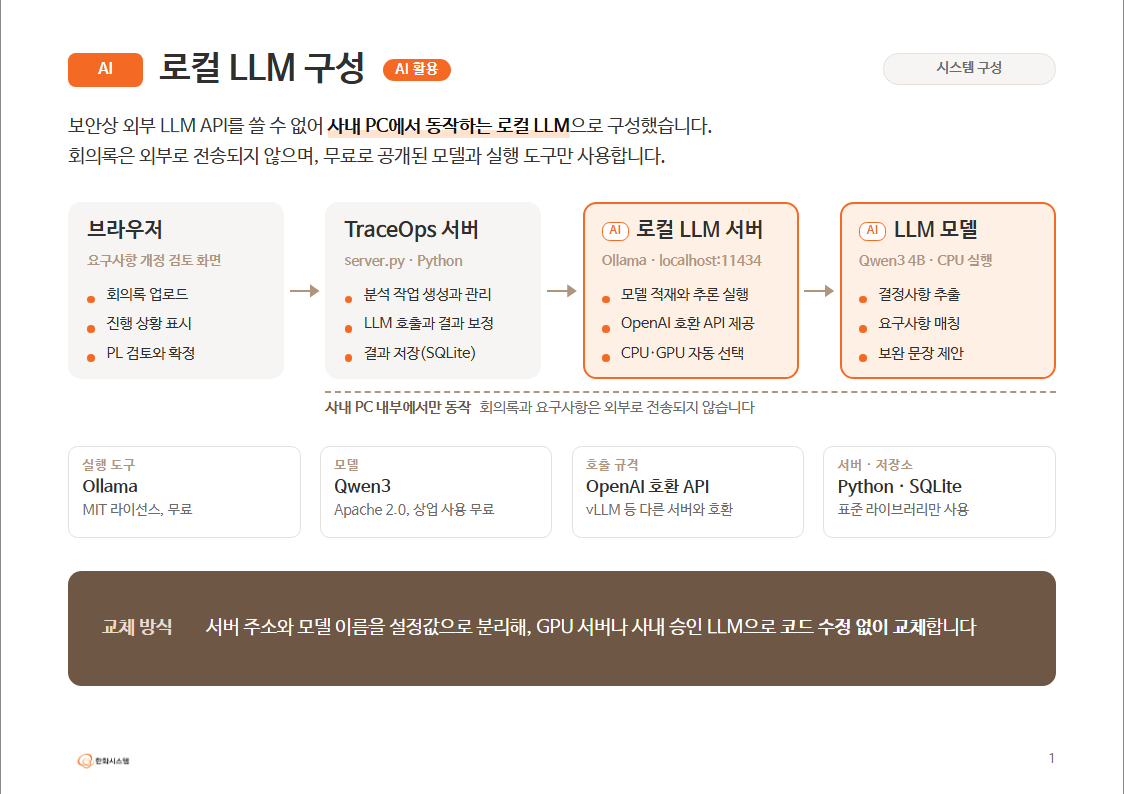 AI 로컬 LLM 구성 AI 활용 시스템 구성
보안상 외부 LLM API를 쓸 수 없어 사내 PC에서 동작하는 로컬 LLM으로 구성했습니다.
회의록은 외부로 전송되지 않으며, 무료로 공개된 모델과 실행 도구만 사용합니다.
브라우저
요구사항 개정 검토 화면
회의록 업로드
진행 상황 표시
PL 검토와 확정
TraceOps 서버
server.py · Python
분석 작업 생성과 관리
LLM 호출과 결과 보정
결과 저장(SQLite)
AI 로컬 LLM 서버
Ollama · localhost:11434
모델 적재와 추론 실행
OpenAI 호환 API 제공
CPU·GPU 자동 선택
AI LLM 모델
Qwen3 4B · CPU 실행
결정사항 추출
요구사항 매칭
보완 문장 제안
사내 PC 내부에서만 동작 회의록과 요구사항은 외부로 전송되지 않습니다
실행 도구
Ollama
MIT 라이선스, 무료
모델
Qwen3
Apache 2.0, 상업 사용 무료
호출 규격
OpenAI 호환 API
vLLM 등 다른 서버와 호환
서버 · 저장소
Python · SQLite
표준 라이브러리만 사용
교체 방식 서버 주소와 모델 이름을 설정값으로 분리해, GPU 서버나 사내 승인 LLM으로 코드 수정 없이 교체합니다
한화시스템
1